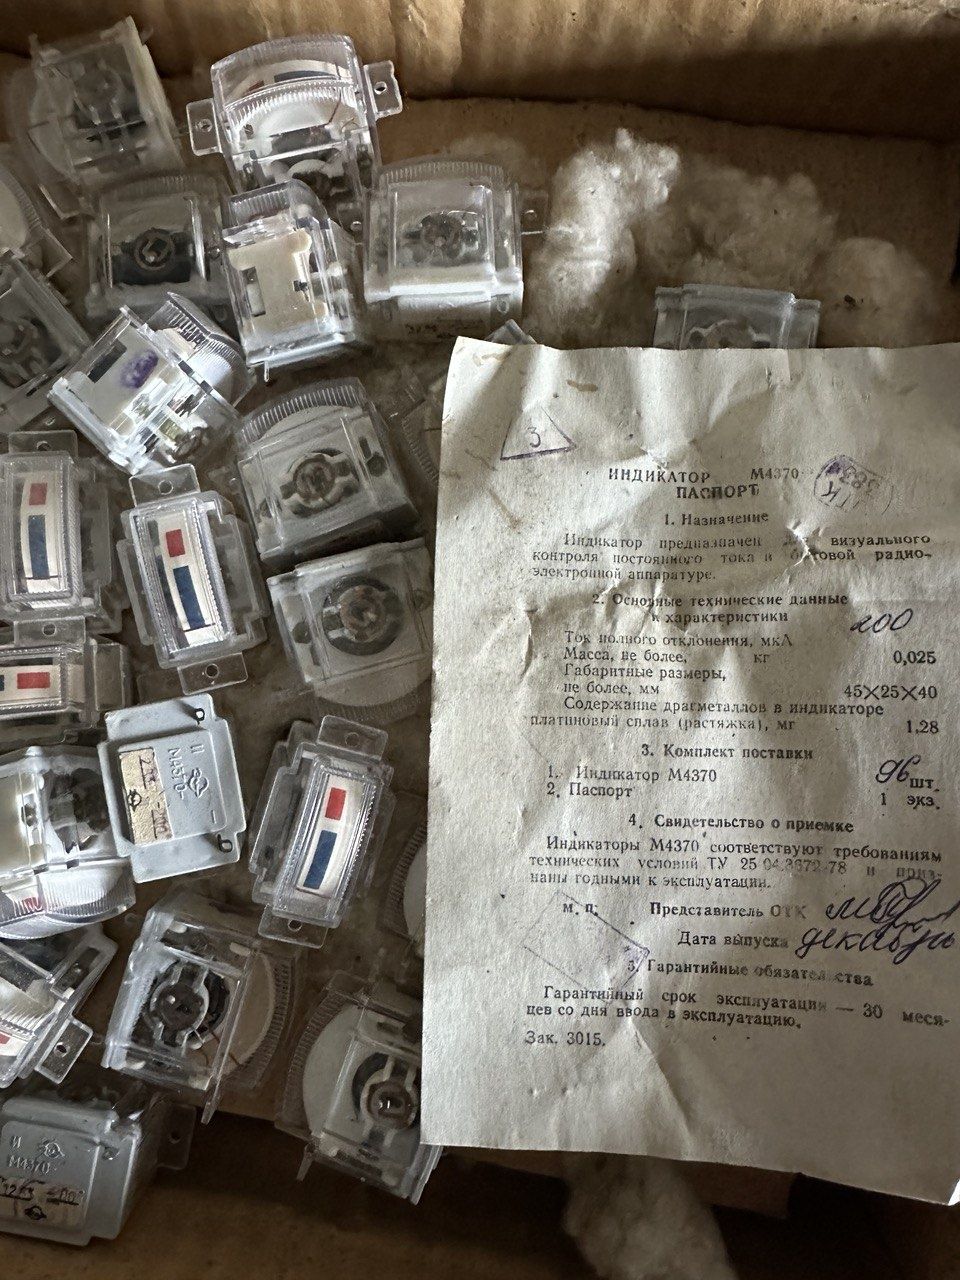 3
ИНДИКАТОР М4370
ПАСПОРТ
1. Назначение
Индикатор предназначен визуального
контроля постоянного тока в бытовой радио-
электронной аппаратуре.
2. Основные технические данные
и характеристики
Ток полного отклонения, мкА 200
Масса, не более, кг 0,025
Габаритные размеры,
не более, мм 45×25×40
Содержание драгметаллов в индикаторе
платиновый сплав (растяжка), мг 1,28
3. Комплект поставки
1. Индикатор М4370 96 шт.
2. Паспорт 1 экз.
4. Свидетельство о приемке
Индикаторы М4370 соответствуют требованиям
технических условий ТУ 25 04.3672-78 и приз-
наны годными к эксплуатации.
м. п. Представитель ОТК
Дата выпуска декабрь
5. Гарантийные обязательства
Гарантийный срок эксплуатации — 30 меся-
цев со дня ввода в эксплуатацию.
Зак. 3015.
И
М4370
И
М4370